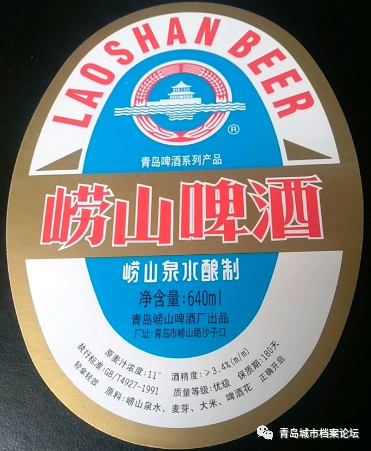 LAOSHAN BEER
®
青岛啤酒系列产品
崂山啤酒
崂山泉水酿制
净含量:640ml
青岛崂山啤酒厂出品
厂址:青岛市崂山路沙子口
原麦汁浓度:11° 酒精度:≥3.4%(m/m) 保质期:180天
执行标准:GB/T4927-1991 质量等级:优级 正确开启
轻拿轻放 原料:崂山泉水、麦芽、大米、啤酒花
青岛城市档案论坛